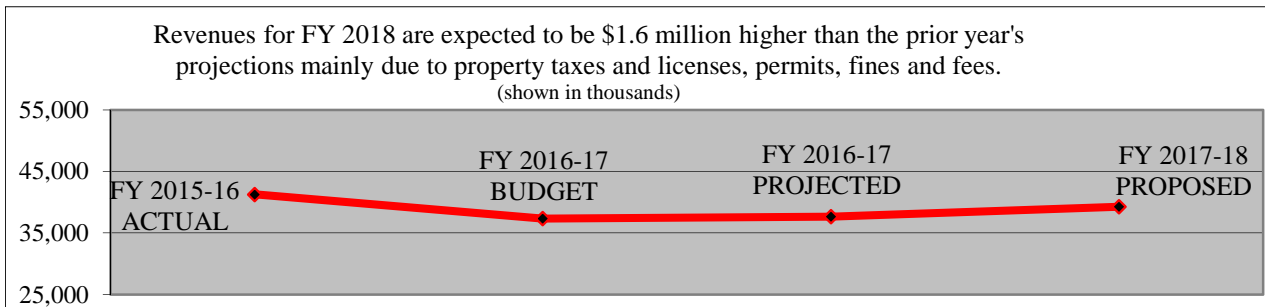 Revenues for FY 2018 are expected to be $1.6 million higher than the prior year's
projections mainly due to property taxes and licenses, permits, fines and fees.
(shown in thousands)
55,000
45,000
35,000
25,000
FY 2015-16
ACTUAL
FY 2016-17
BUDGET
FY 2016-17
PROJECTED
FY 2017-18
PROPOSED